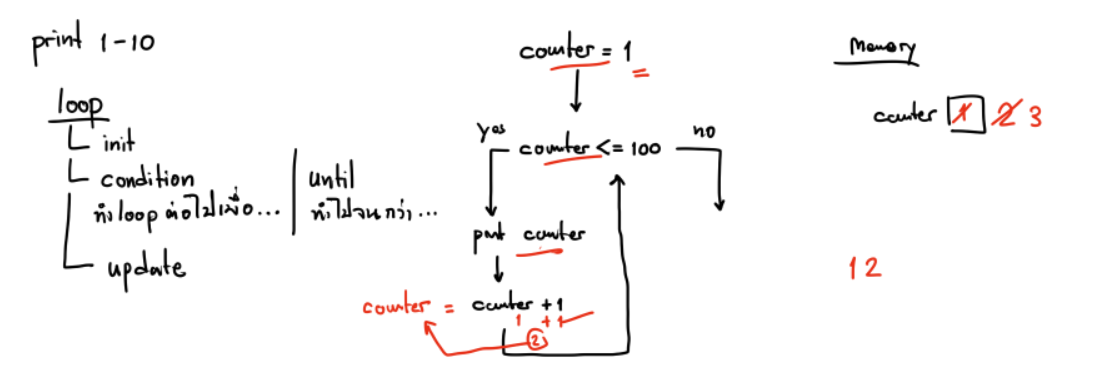 print 1-10
loop
init
condition
ทำ loop ต่อไปเมื่อ...
until
ทำไปจนกว่า...
update
counter = 1
yes
counter <= 100
no
print counter
counter = counter +1
1 +1
2
Memory
counter 1 2 3
1 2